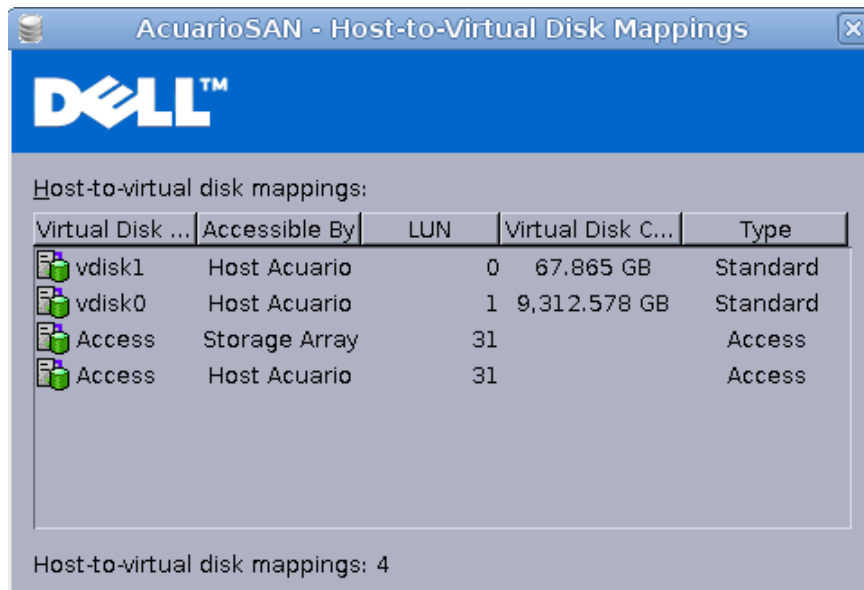 AcuarioSAN - Host-to-Virtual Disk Mappings
DELL™
Host-to-virtual disk mappings:
Virtual Disk ... Accessible By LUN Virtual Disk C... Type
vdisk1 Host Acuario 0 67.865 GB Standard
vdisk0 Host Acuario 1 9,312.578 GB Standard
Access Storage Array 31 Access
Access Host Acuario 31 Access
Host-to-virtual disk mappings: 4